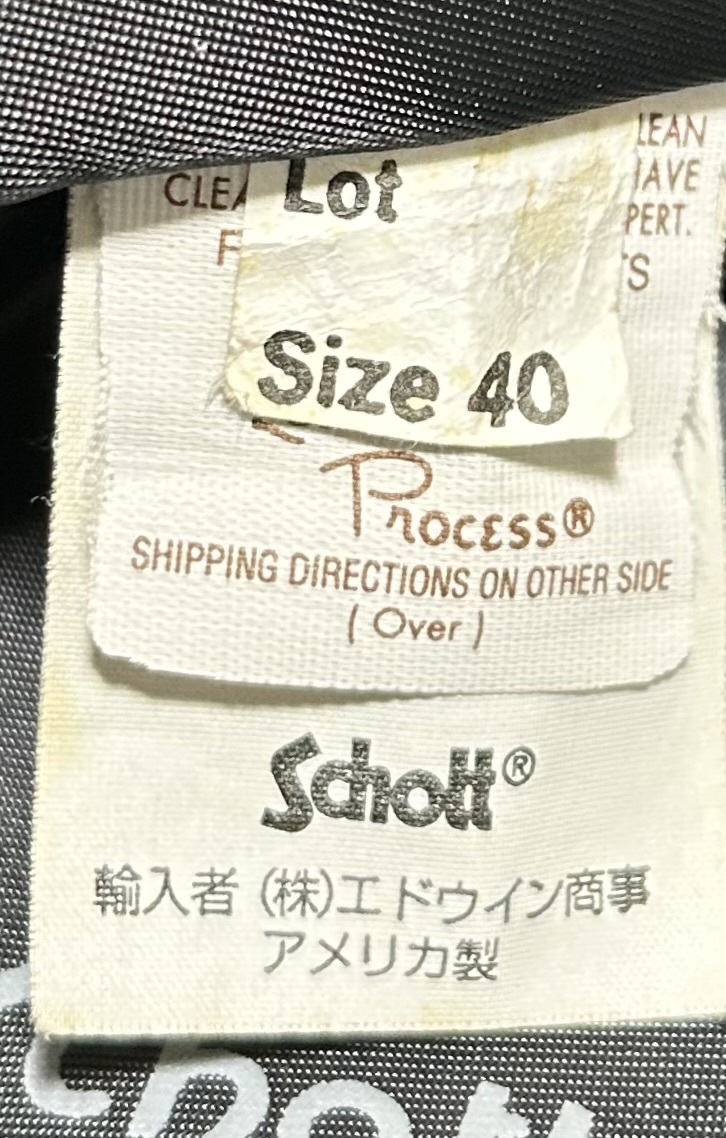 Lot
Size 40
Process®
SHIPPING DIRECTIONS ON OTHER SIDE
( Over )
Schott®
輸入者 (株)エドウイン商事
アメリカ製